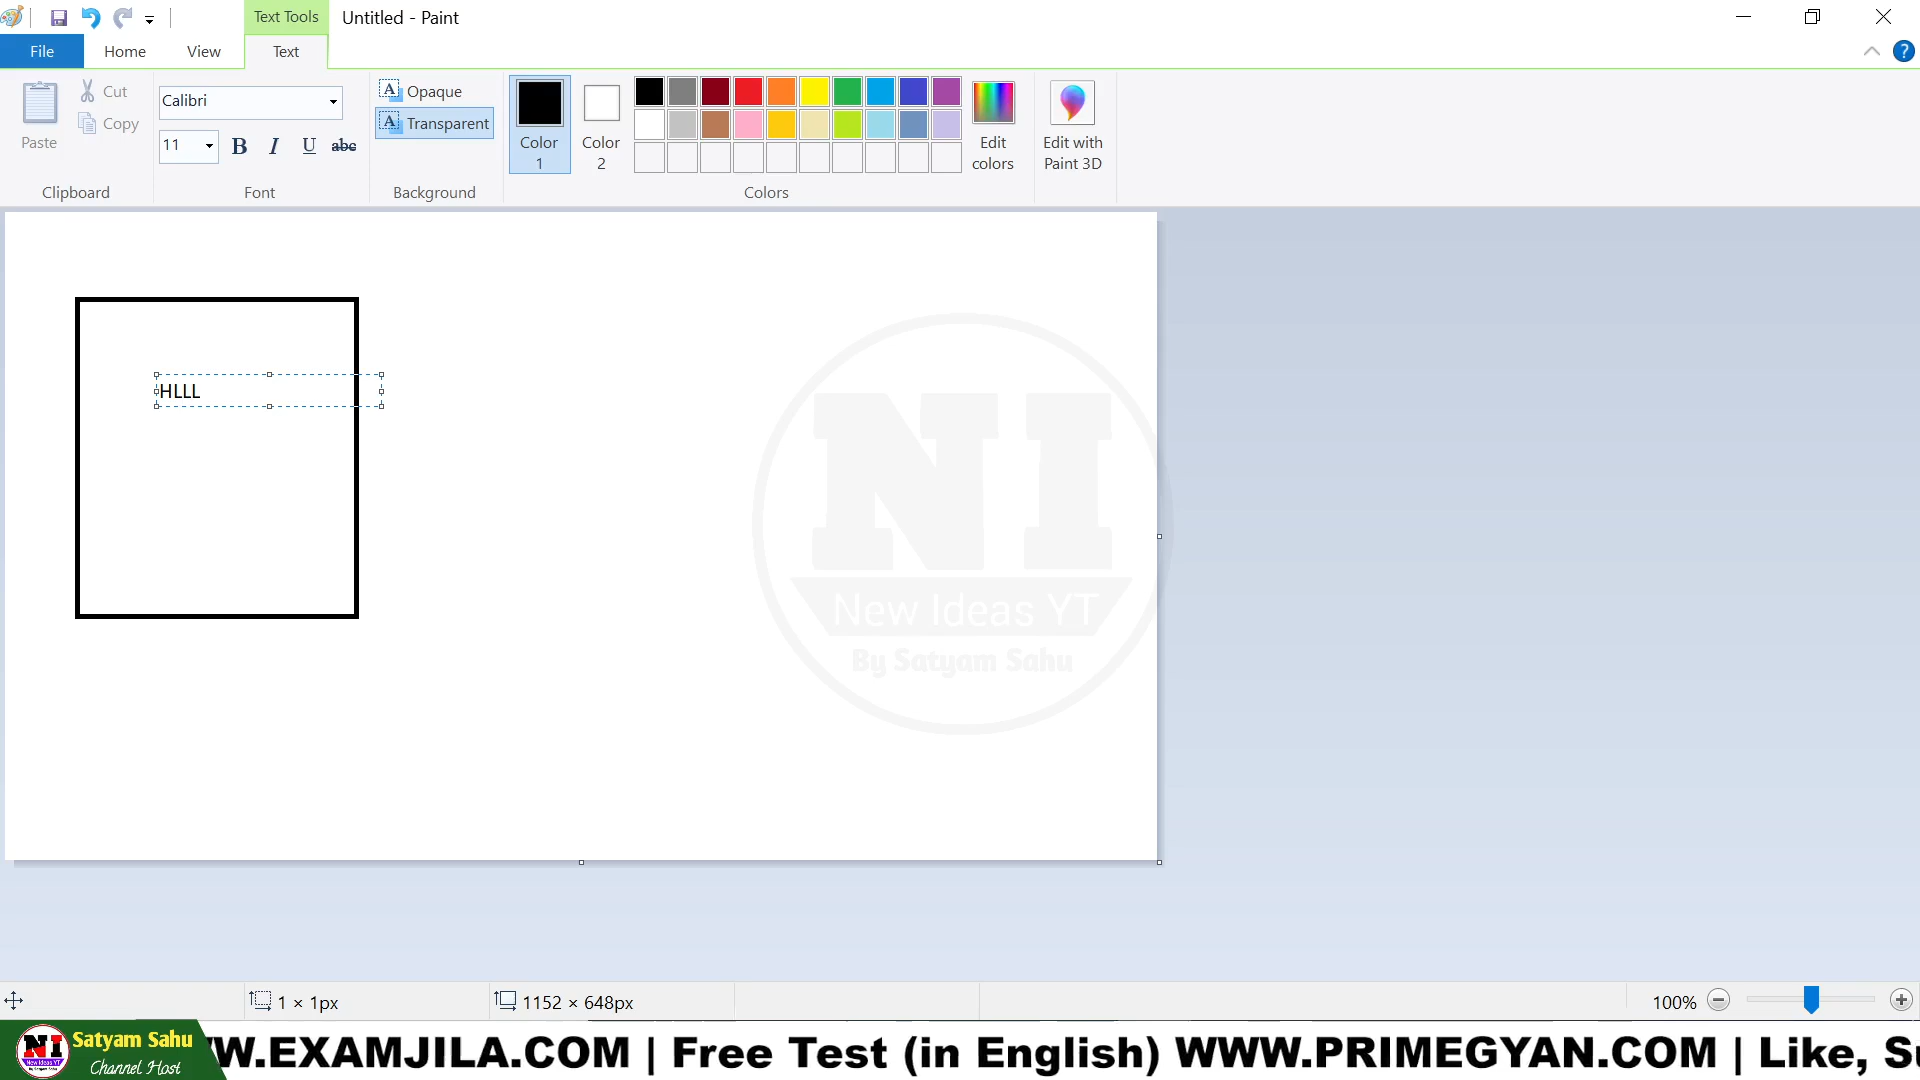 Text Tools
Untitled - Paint
File
Home
View
Text
?
Paste
Cut
Copy
Clipboard
Calibri
11
B
I
U
abc
Font
A Opaque
A Transparent
Background
Color
1
Color
2
Colors
Edit
colors
Edit with
Paint 3D
HLLL
NI
New Ideas YT
By Satyam Sahu
1 × 1px
1152 × 648px
100%
NI
Satyam Sahu
Channel Host
W.EXAMJILA.COM | Free Test (in English) WWW.PRIMEGYAN.COM | Like, Su